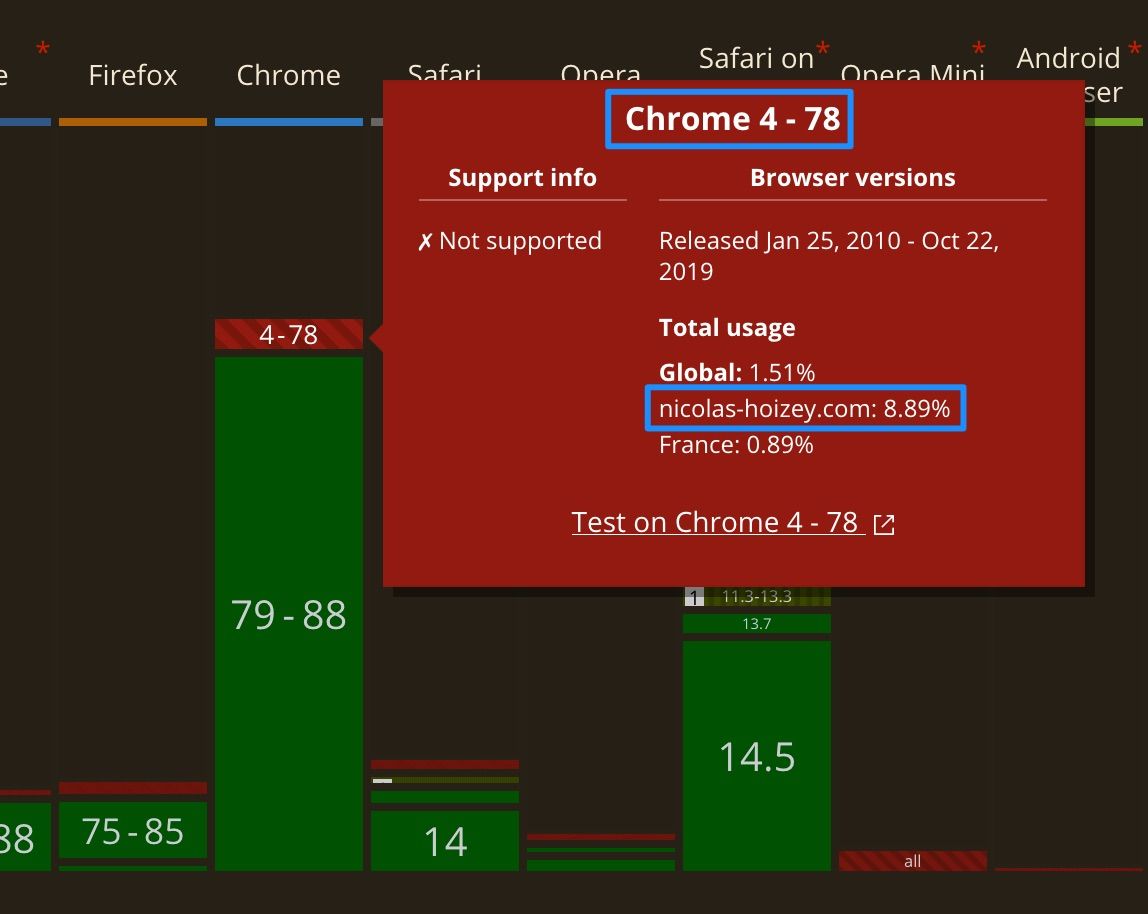 * * * *
e Firefox Chrome Safari Opera Safari on Opera Mini Android
ser
Chrome 4 - 78
Support info Browser versions
✗ Not supported Released Jan 25, 2010 - Oct 22,
2019
Total usage
4 - 78
Global: 1.51%
nicolas-hoizey.com: 8.89%
France: 0.89%
Test on Chrome 4 - 78
1 11.3-13.3
79 - 88
13.7
14.5
88 75 - 85 14
all